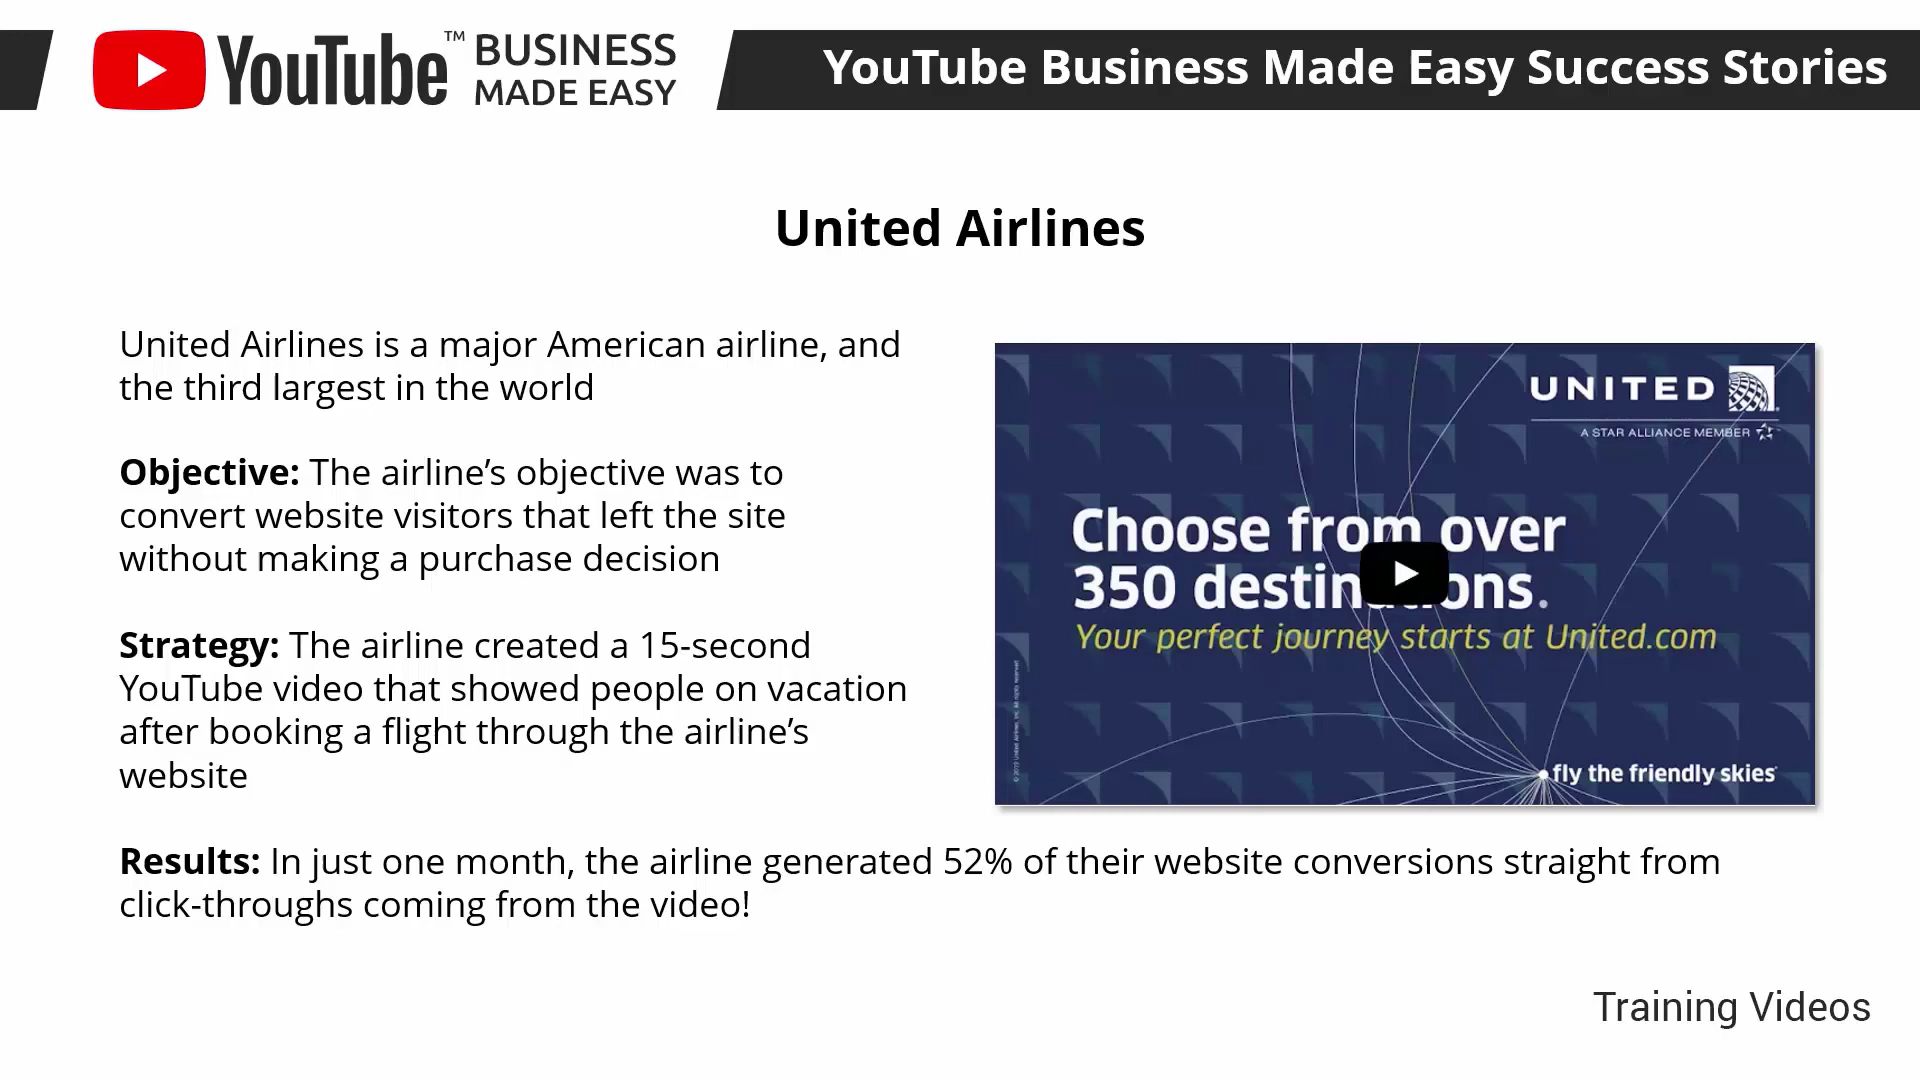 YouTube™ BUSINESS
MADE EASY
YouTube Business Made Easy Success Stories
United Airlines
United Airlines is a major American airline, and
the third largest in the world
Objective: The airline’s objective was to
convert website visitors that left the site
without making a purchase decision
Strategy: The airline created a 15-second
YouTube video that showed people on vacation
after booking a flight through the airline’s
website
UNITED
A STAR ALLIANCE MEMBER
Choose from over
350
Your perfect journey starts at United.com
fly the friendly skies
Results: In just one month, the airline generated 52% of their website conversions straight from
click-throughs coming from the video!
Training Videos